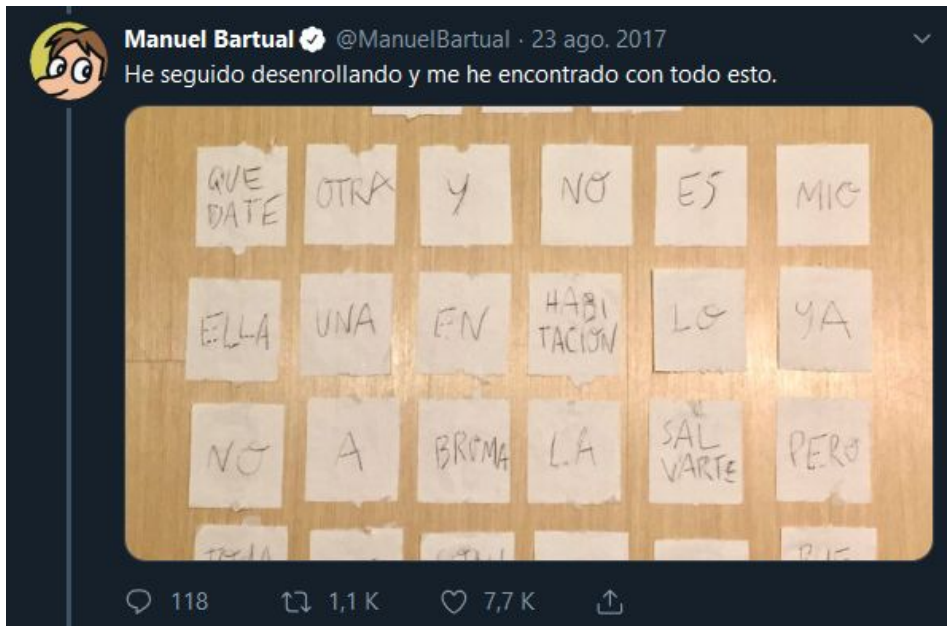 Manuel Bartual @ManuelBartual · 23 ago. 2017
He seguido desenrollando y me he encontrado con todo esto.
QUE
DATE
OTRA
Y
NO
ES
MIO
ELLA
UNA
EN
HABI
TACION
LO
YA
NO
A
BROMA
LA
SAL
VARTE
PERO
118 1,1 K 7,7 K